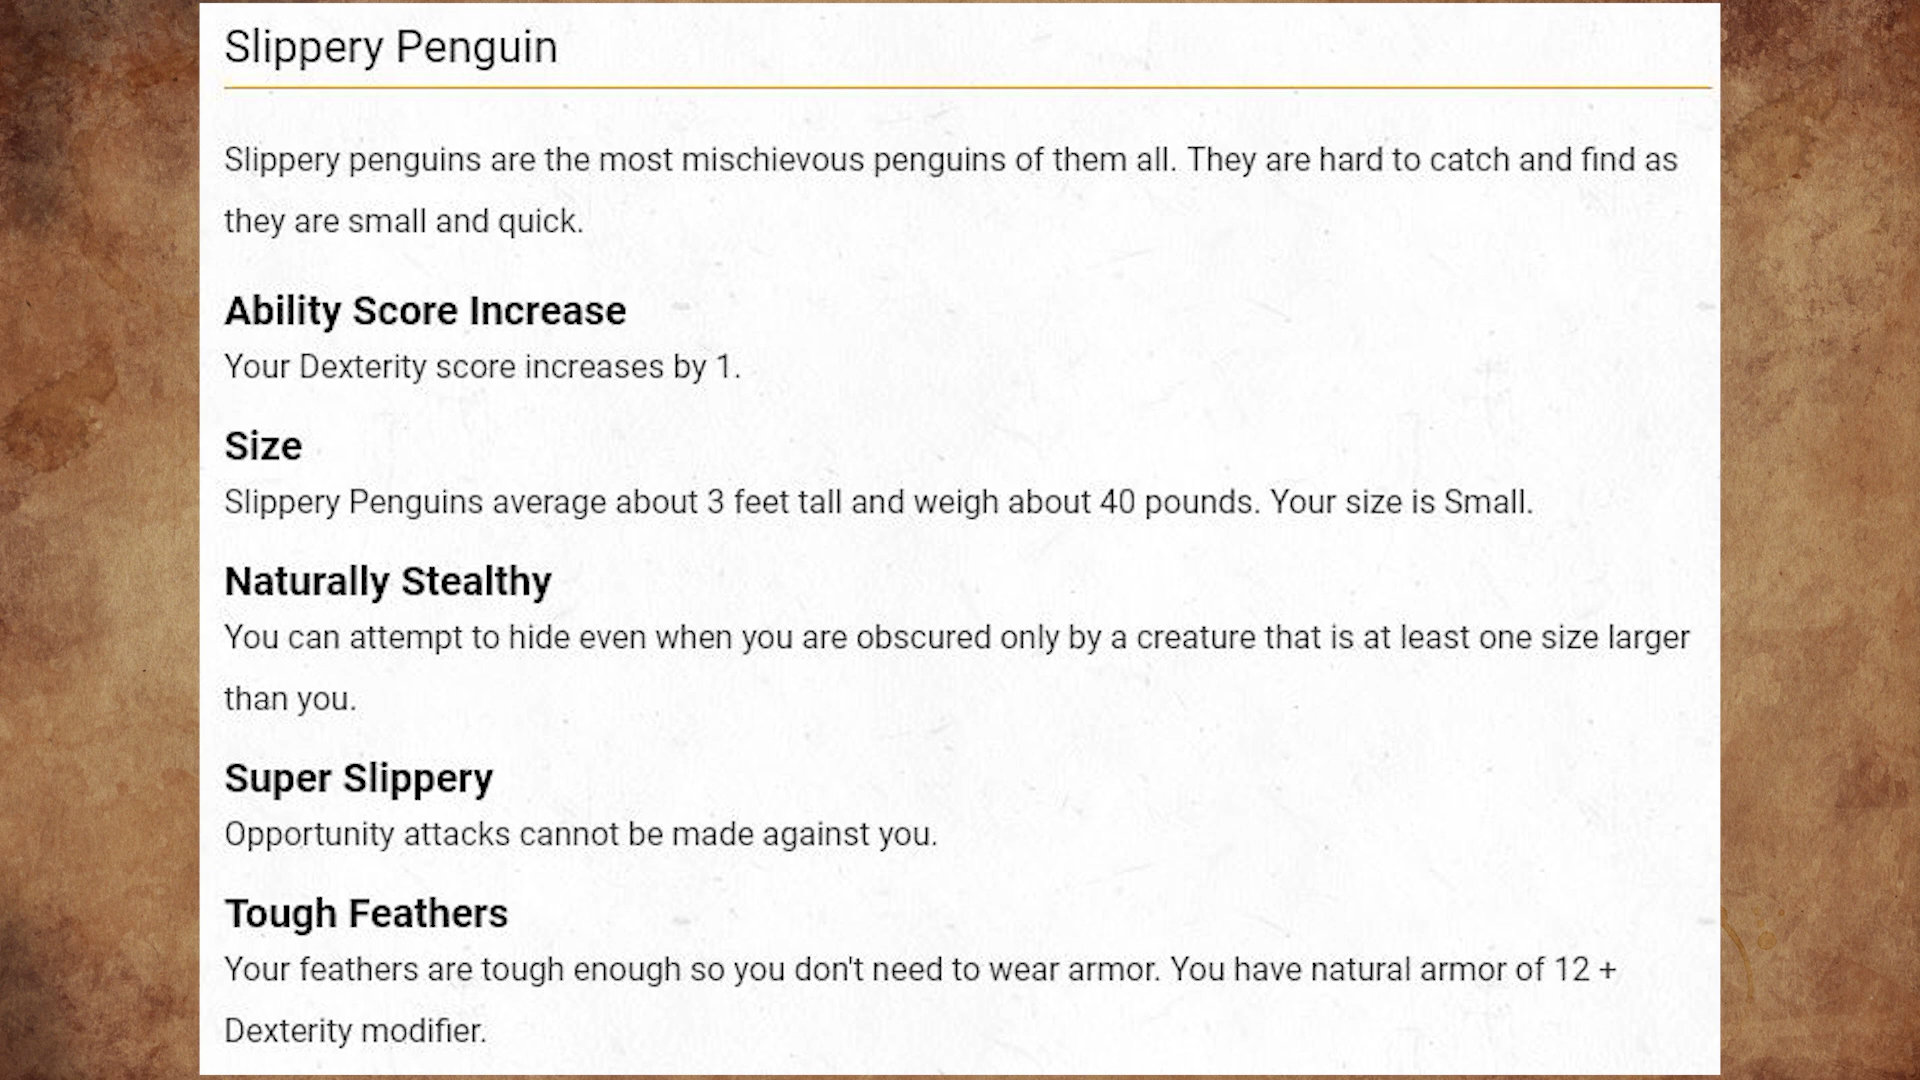 Slippery Penguin
Slippery penguins are the most mischievous penguins of them all. They are hard to catch and find as
they are small and quick.
Ability Score Increase
Your Dexterity score increases by 1.
Size
Slippery Penguins average about 3 feet tall and weigh about 40 pounds. Your size is Small.
Naturally Stealthy
You can attempt to hide even when you are obscured only by a creature that is at least one size larger
than you.
Super Slippery
Opportunity attacks cannot be made against you.
Tough Feathers
Your feathers are tough enough so you don't need to wear armor. You have natural armor of 12 +
Dexterity modifier.